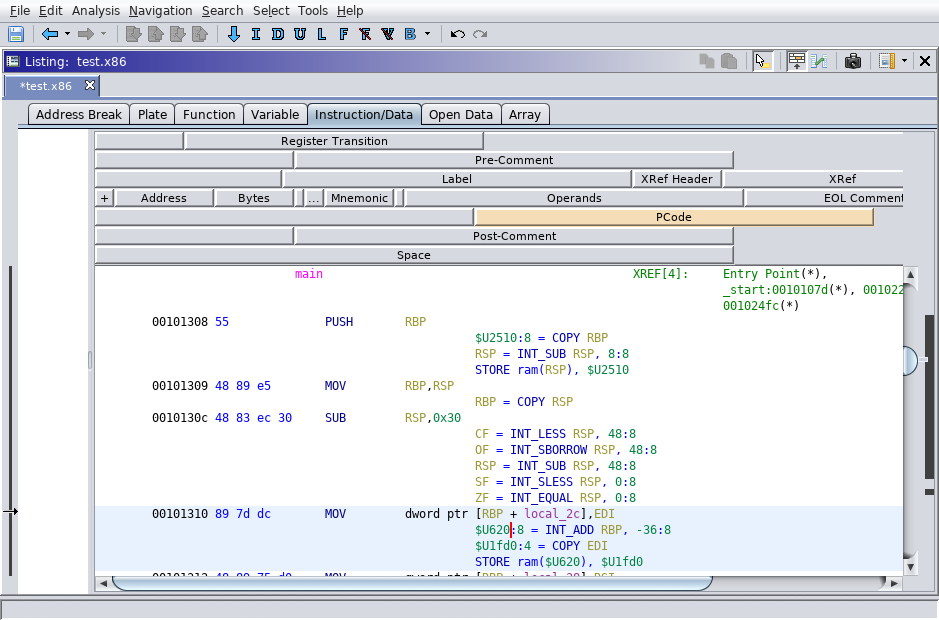 File Edit Analysis Navigation Search Select Tools Help
I D U L F V B
Listing: test.x86
*test.x86
Address Break Plate Function Variable Instruction/Data Open Data Array
Register Transition
Pre-Comment
Label XRef Header XRef
+ Address Bytes ... Mnemonic Operands EOL Comment
PCode
Post-Comment
Space
main XREF[4]: Entry Point(*),
_start:0010107d(*), 001022
001024fc(*)
00101308 55 PUSH RBP
$U2510:8 = COPY RBP
RSP = INT_SUB RSP, 8:8
STORE ram(RSP), $U2510
00101309 48 89 e5 MOV RBP,RSP
RBP = COPY RSP
0010130c 48 83 ec 30 SUB RSP,0x30
CF = INT_LESS RSP, 48:8
OF = INT_SBORROW RSP, 48:8
RSP = INT_SUB RSP, 48:8
SF = INT_SLESS RSP, 0:8
ZF = INT_EQUAL RSP, 0:8
00101310 89 7d dc MOV dword ptr [RBP + local_2c],EDI
$U620:8 = INT_ADD RBP, -36:8
$U1fd0:4 = COPY EDI
STORE ram($U620), $U1fd0